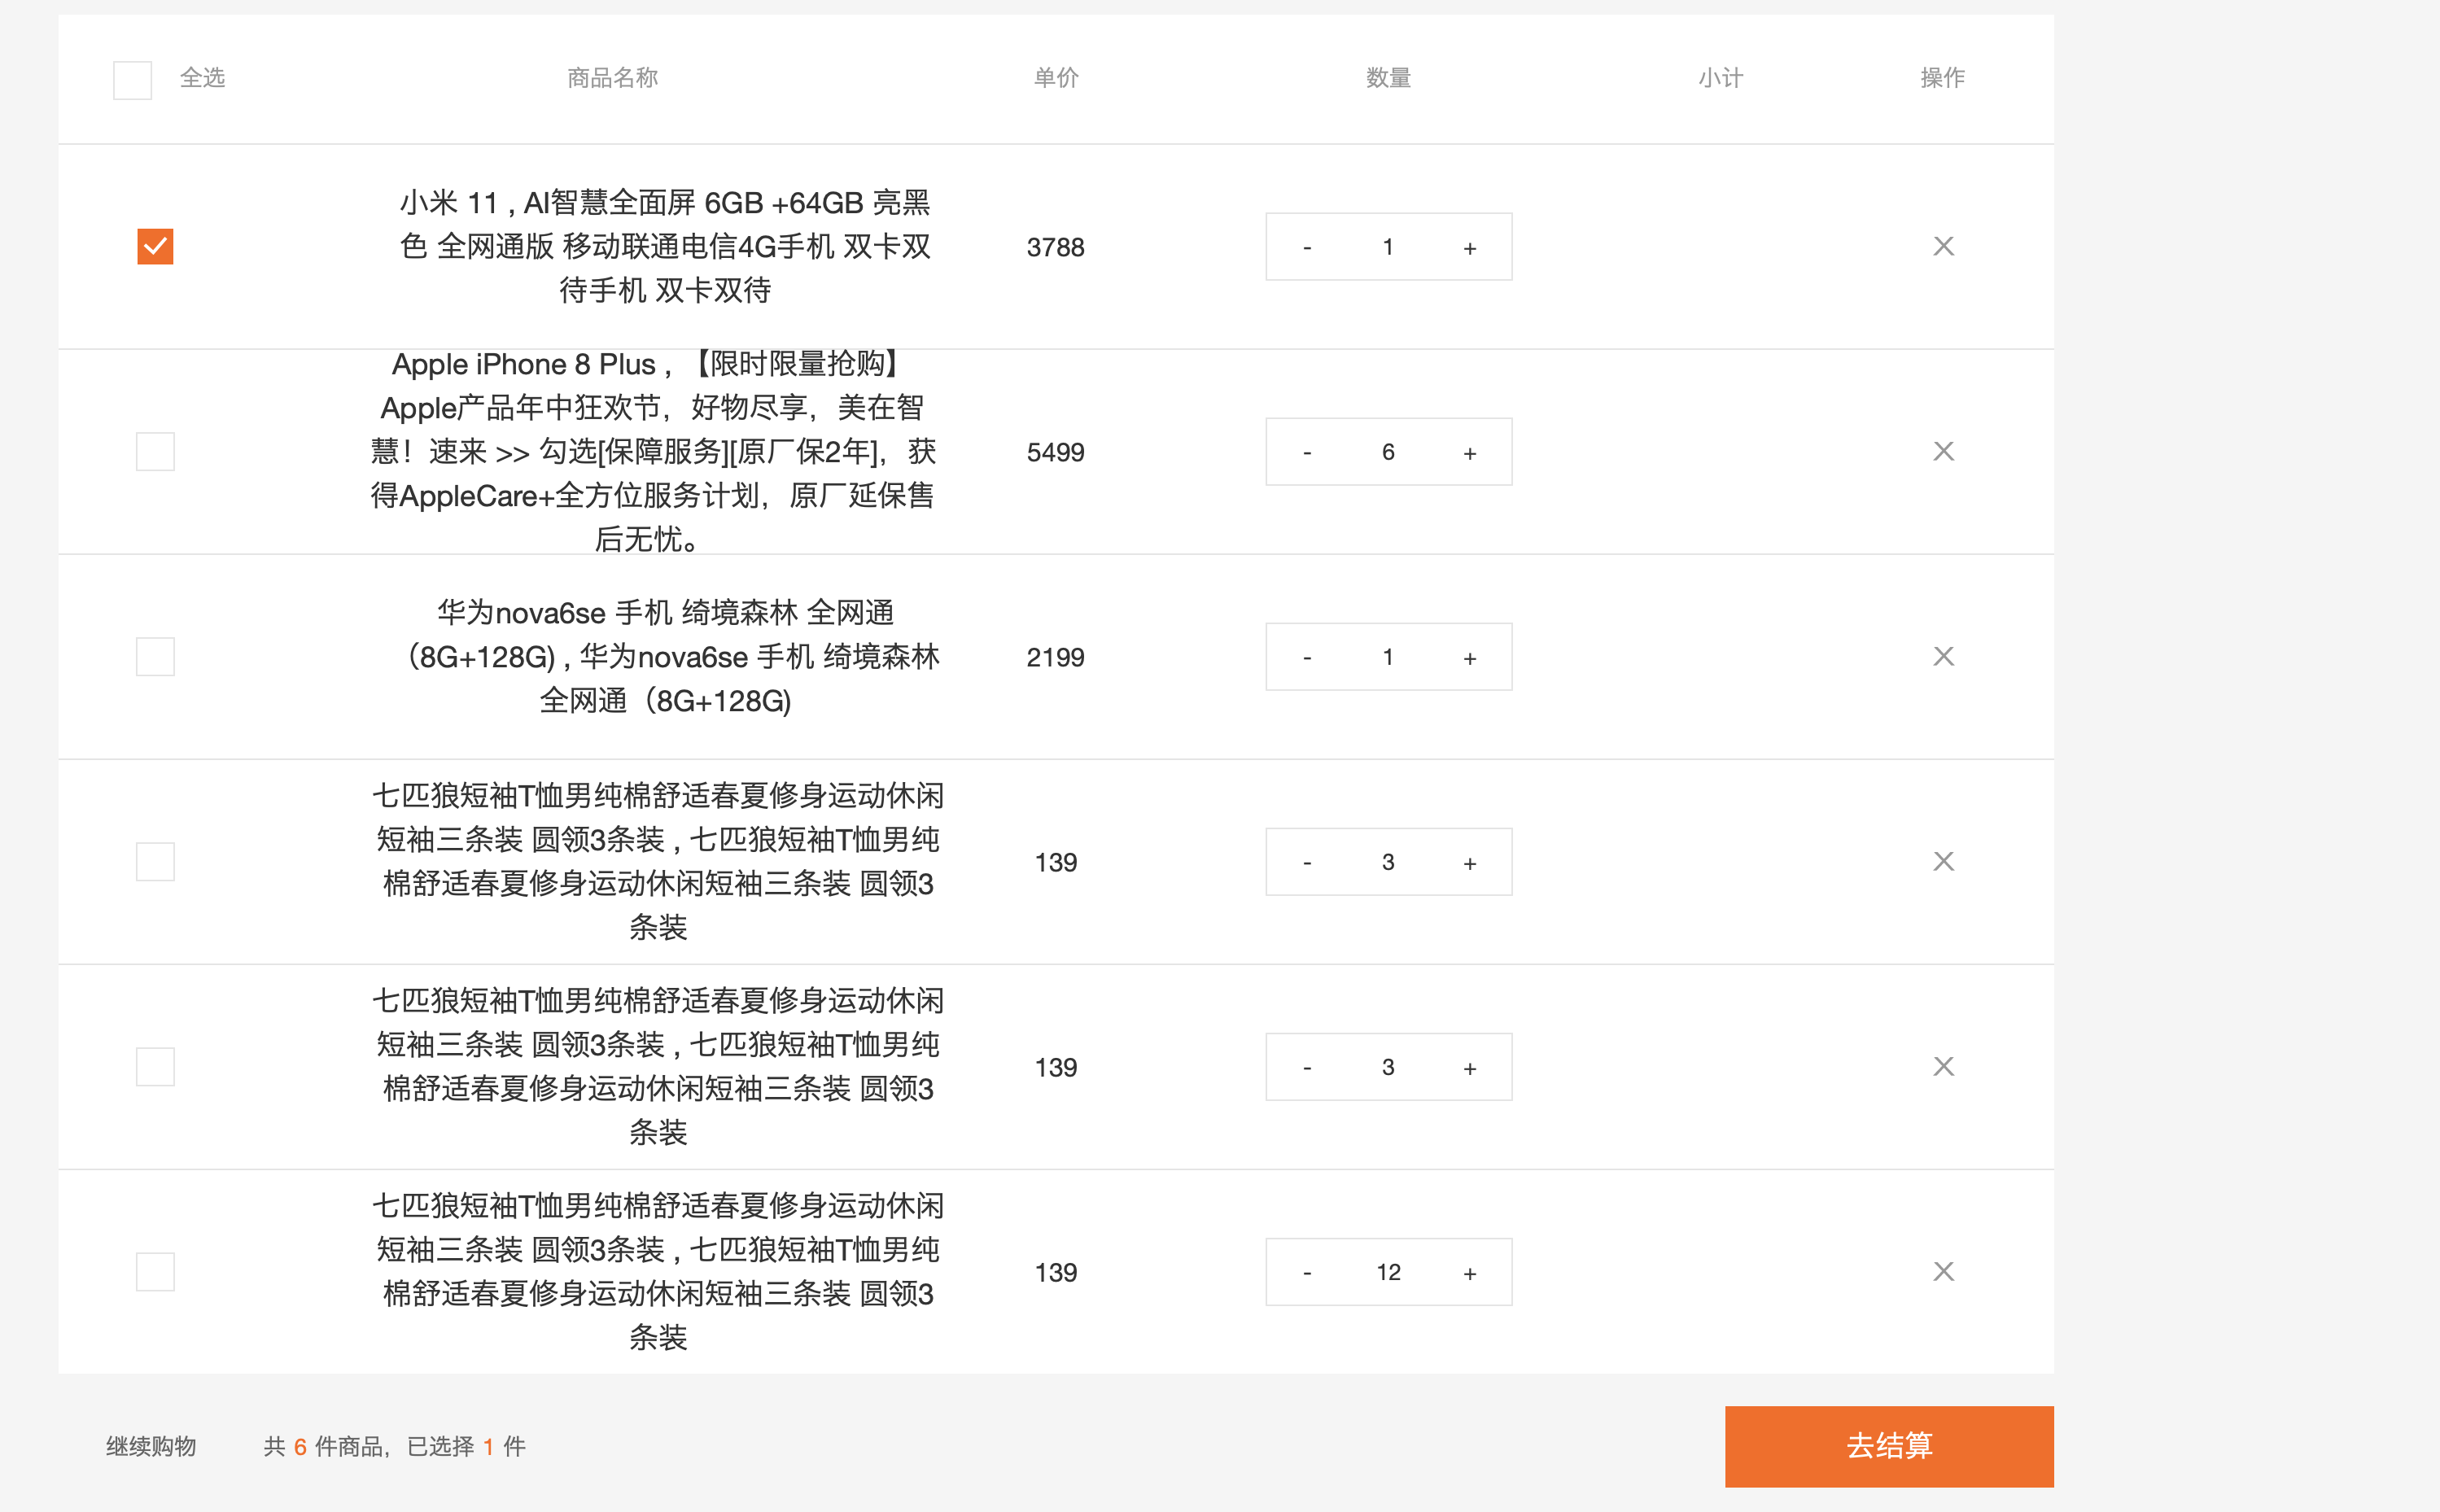 全选 商品名称 单价 数量 小计 操作
小米 11 , AI智慧全面屏 6GB +64GB 亮黑
色 全网通版 移动联通电信4G手机 双卡双
待手机 双卡双待
3788
- 1 +
Apple iPhone 8 Plus , 【限时限量抢购】
Apple产品年中狂欢节，好物尽享，美在智
慧！速来 >> 勾选[保障服务][原厂保2年]，获
得AppleCare+全方位服务计划，原厂延保售
后无忧。
5499
- 6 +
华为nova6se 手机 绮境森林 全网通
（8G+128G) , 华为nova6se 手机 绮境森林
全网通（8G+128G)
2199
- 1 +
七匹狼短袖T恤男纯棉舒适春夏修身运动休闲
短袖三条装 圆领3条装 , 七匹狼短袖T恤男纯
棉舒适春夏修身运动休闲短袖三条装 圆领3
条装
139
- 3 +
七匹狼短袖T恤男纯棉舒适春夏修身运动休闲
短袖三条装 圆领3条装 , 七匹狼短袖T恤男纯
棉舒适春夏修身运动休闲短袖三条装 圆领3
条装
139
- 3 +
七匹狼短袖T恤男纯棉舒适春夏修身运动休闲
短袖三条装 圆领3条装 , 七匹狼短袖T恤男纯
棉舒适春夏修身运动休闲短袖三条装 圆领3
条装
139
- 12 +
继续购物 共 6 件商品，已选择 1 件 去结算